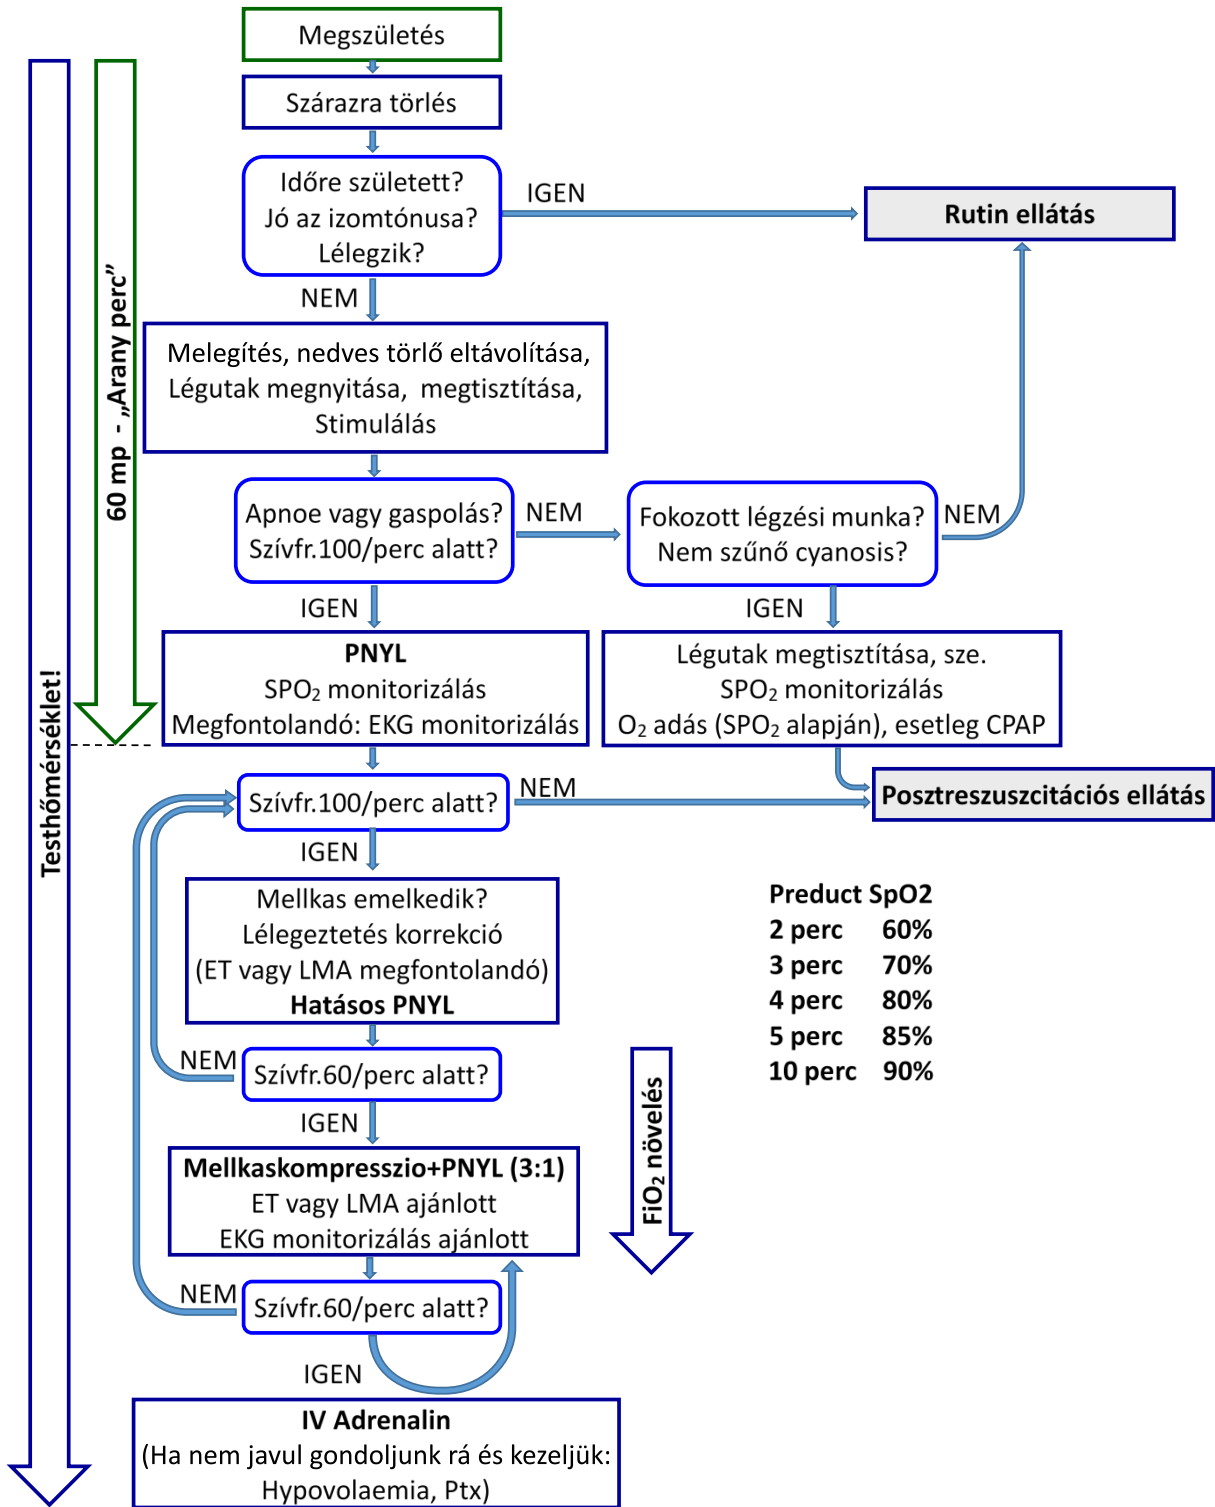 Megszületés
Szárazra törlés
Időre született?
Jó az izomtónusa?
Lélegzik?
IGEN
Rutin ellátás
NEM
Melegítés, nedves törlő eltávolítása,
Légutak megnyitása, megtisztítása,
Stimulálás
60 mp - „Arany perc”
Testhőmérséklet!
Apnoe vagy gaspolás?
Szívfr.100/perc alatt?
NEM
Fokozott légzési munka?
Nem szűnő cyanosis?
NEM
IGEN
IGEN
PNYL
SPO₂ monitorizálás
Megfontolandó: EKG monitorizálás
Légutak megtisztítása, sze.
SPO₂ monitorizálás
O₂ adás (SPO₂ alapján), esetleg CPAP
Szívfr.100/perc alatt?
NEM
Posztreszuszcitációs ellátás
IGEN
Mellkas emelkedik?
Lélegeztetés korrekció
(ET vagy LMA megfontolandó)
Hatásos PNYL
Preduct SpO2
2 perc 60%
3 perc 70%
4 perc 80%
5 perc 85%
10 perc 90%
NEM
Szívfr.60/perc alatt?
IGEN
FiO₂ növelés
Mellkaskompresszio+PNYL (3:1)
ET vagy LMA ajánlott
EKG monitorizálás ajánlott
NEM
Szívfr.60/perc alatt?
IGEN
IV Adrenalin
(Ha nem javul gondoljunk rá és kezeljük:
Hypovolaemia, Ptx)